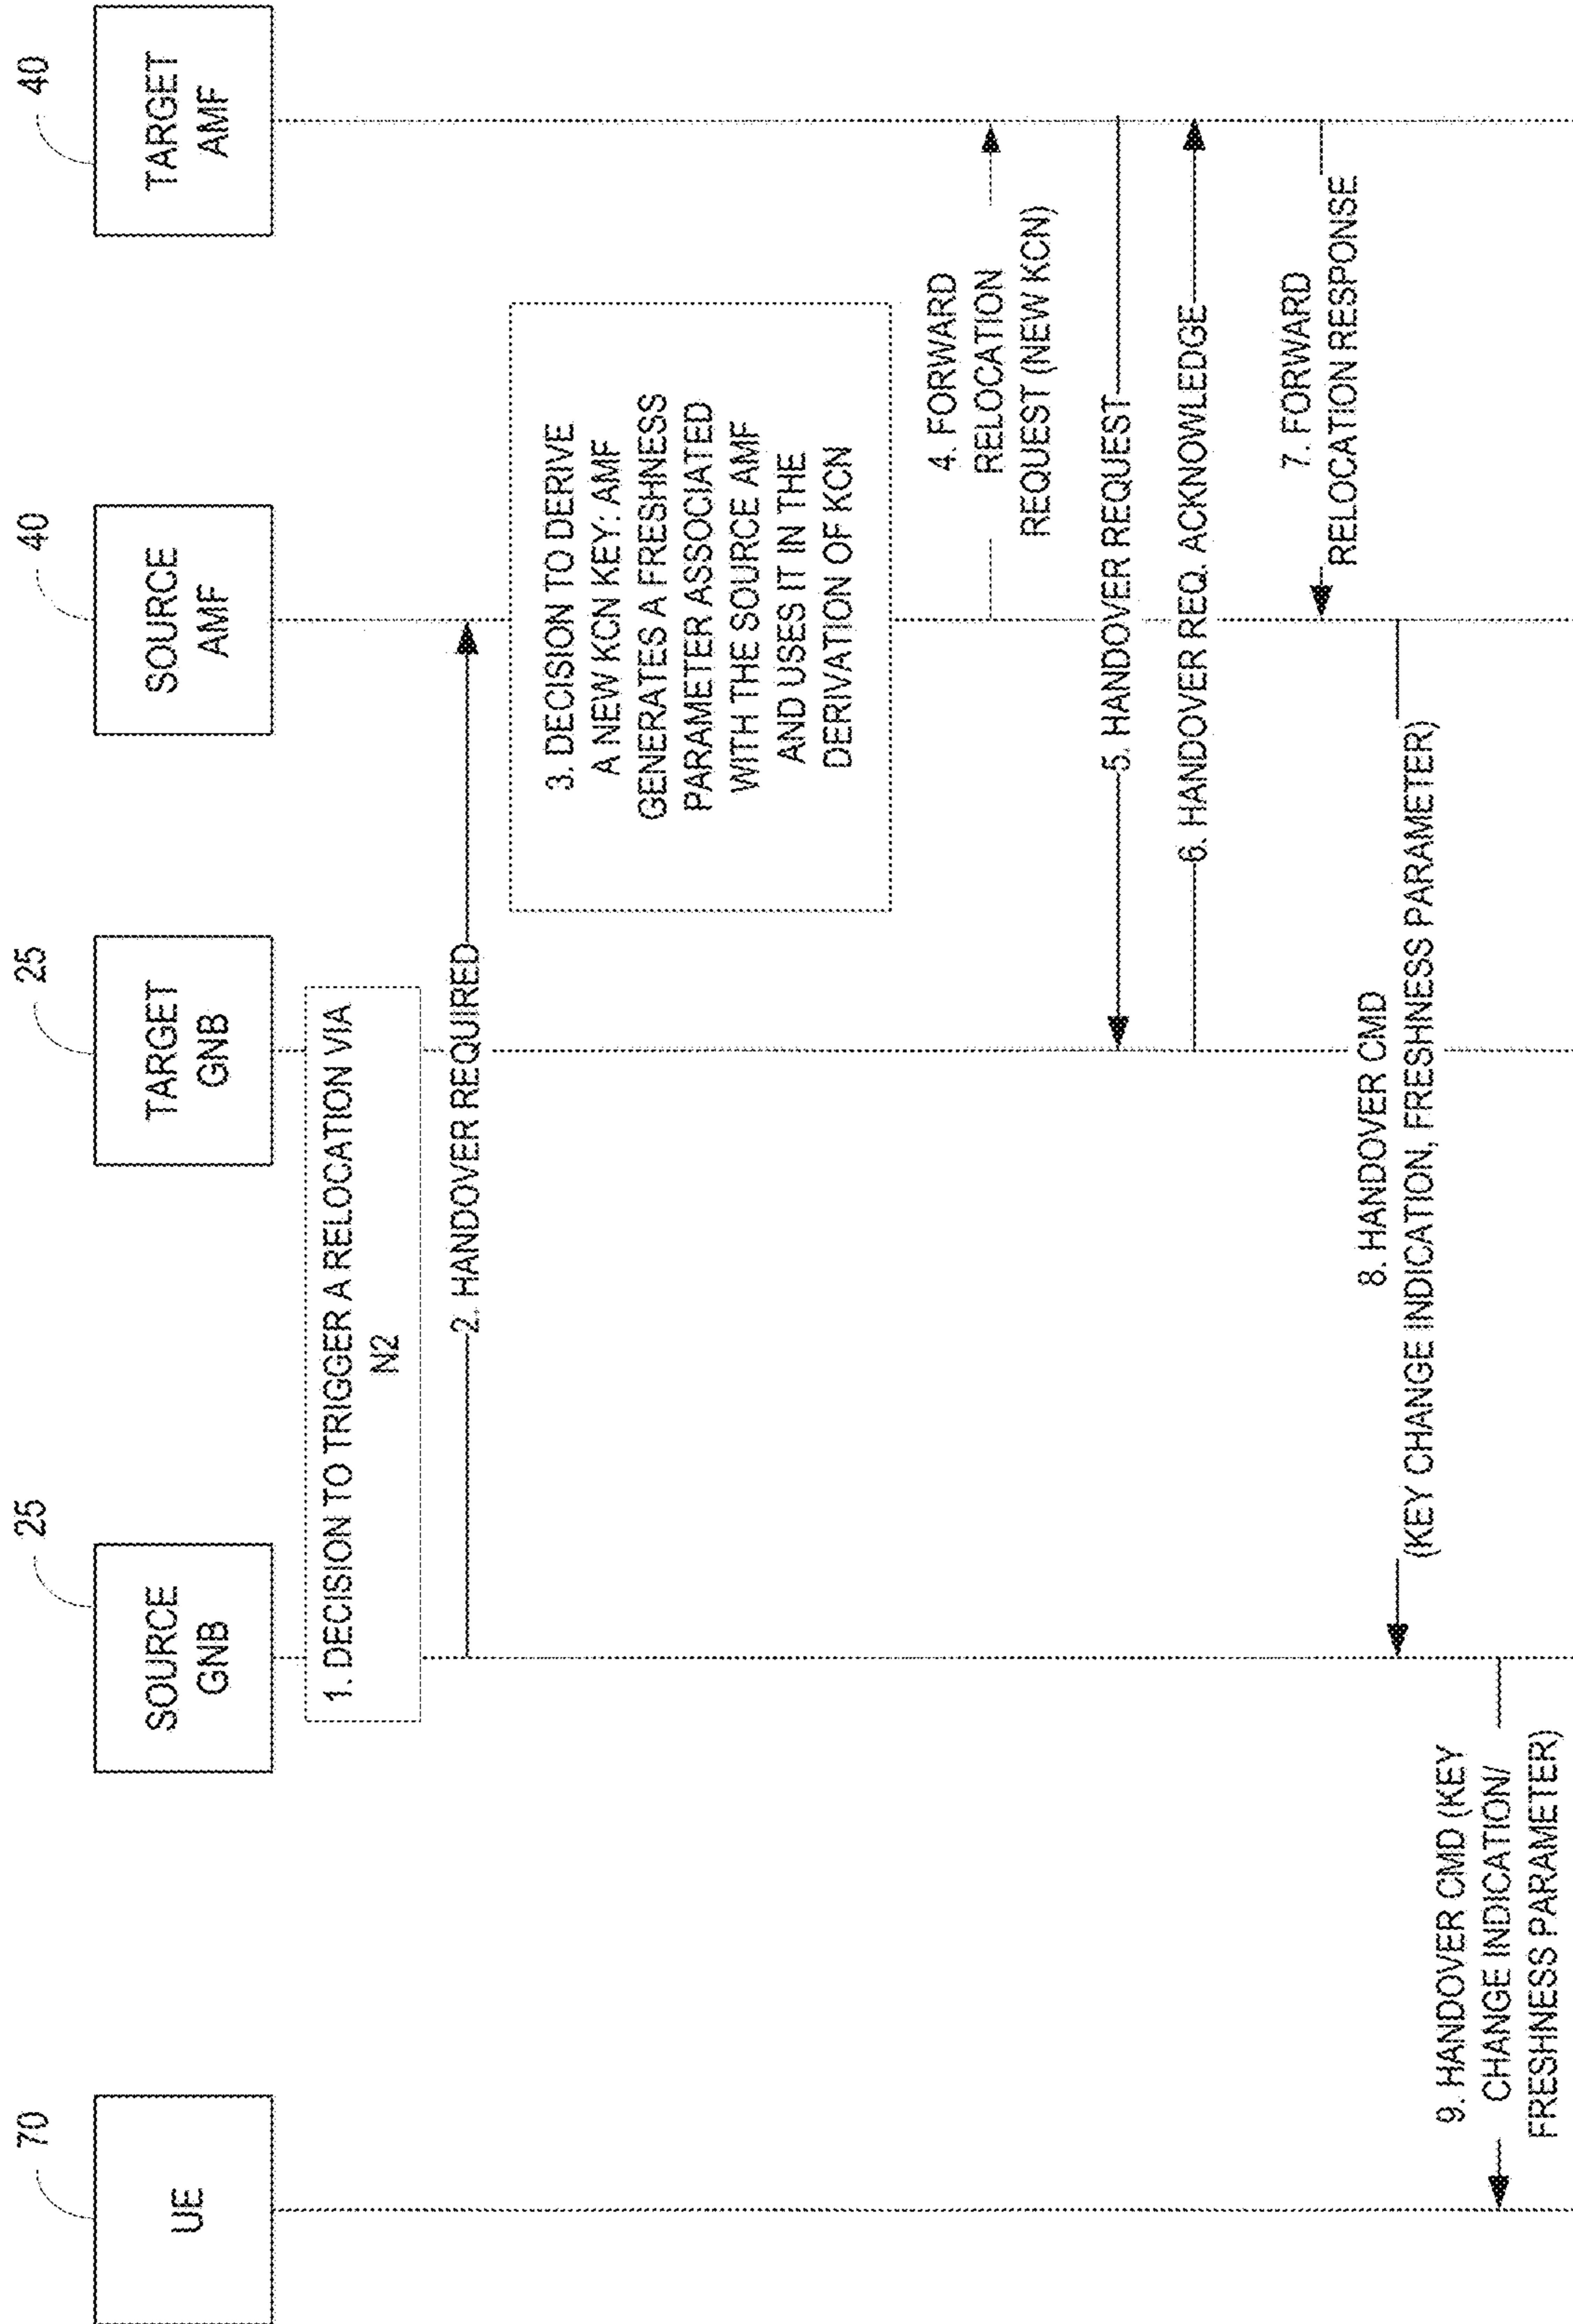 70
UE
25
SOURCE
GNB
25
TARGET
GNB
40
SOURCE
AMF
40
TARGET
AMF
1. DECISION TO TRIGGER A RELOCATION VIA
N2
2. HANDOVER REQUIRED
3. DECISION TO DERIVE
A NEW KCN KEY: AMF
GENERATES A FRESHNESS
PARAMETER ASSOCIATED
WITH THE SOURCE AMF
AND USES IT IN THE
DERIVATION OF KCN
4. FORWARD
RELOCATION
REQUEST (NEW KCN)
5. HANDOVER REQUEST
6. HANDOVER REQ. ACKNOWLEDGE
7. FORWARD
RELOCATION RESPONSE
8. HANDOVER CMD
(KEY CHANGE INDICATION, FRESHNESS PARAMETER)
9. HANDOVER CMD (KEY
CHANGE INDICATION/
FRESHNESS PARAMETER)